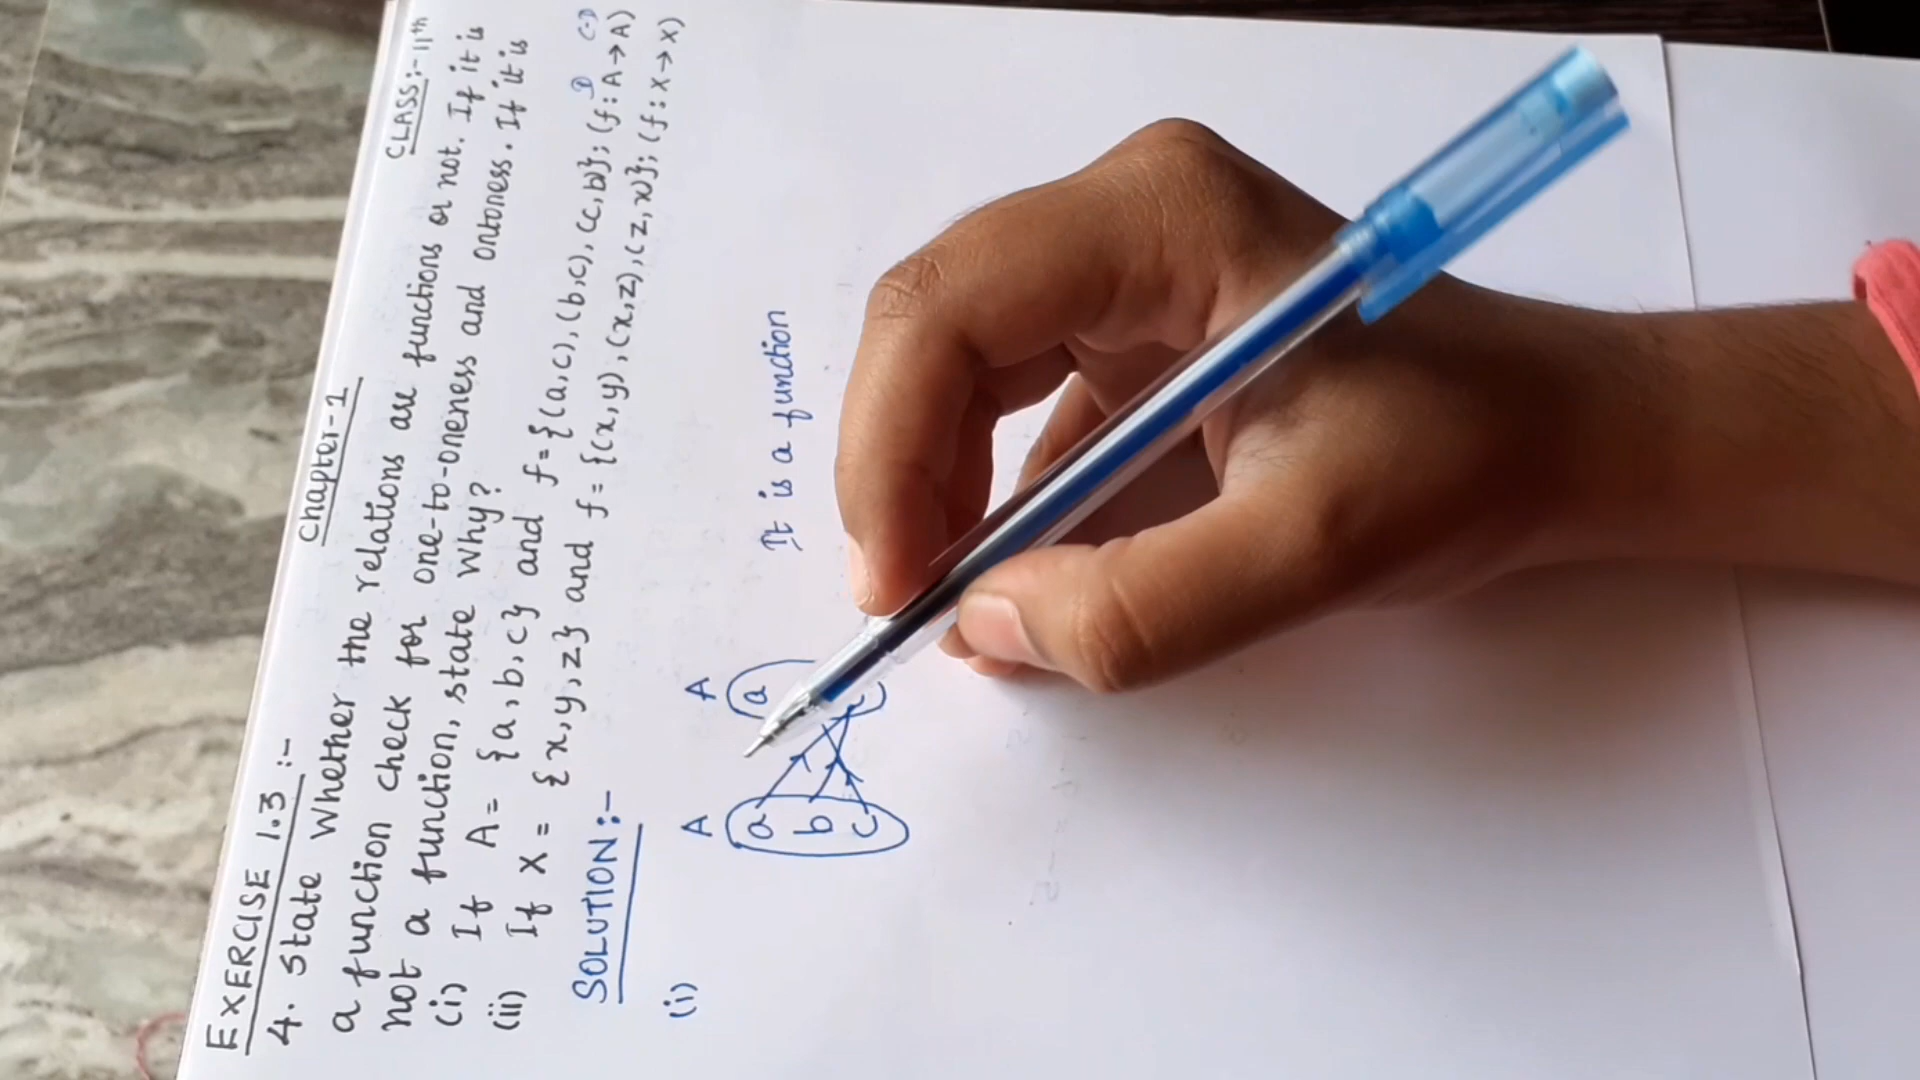 Chapter-1
CLASS:-11th
EXERCISE 1.3 :-
4. State whether the relations are functions or not. If it is
a function check for one-to-oneness and ontoness. If it is
not a function, state why?
(i) If A = {a,b,c} and f = {(a,c),(b,c),(c,b)}; (f:A→A)
D C-D
(ii) If X = {x,y,z} and f = {(x,y),(x,z),(z,x)}; (f:X→X)
SOLUTION:-
(i)
A A
a a
b
c c
It is a function